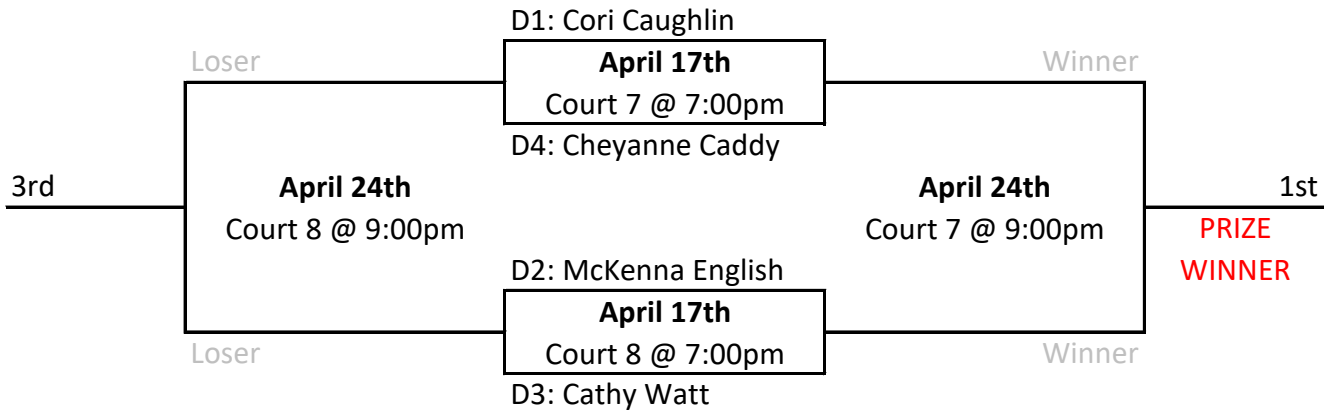 D1: Cori Caughlin
Loser
April 17th
Winner
Court 7 @ 7:00pm
D4: Cheyanne Caddy
3rd
April 24th
April 24th
1st
Court 8 @ 9:00pm
Court 7 @ 9:00pm
PRIZE
D2: McKenna English
WINNER
April 17th
Loser
Court 8 @ 7:00pm
Winner
D3: Cathy Watt